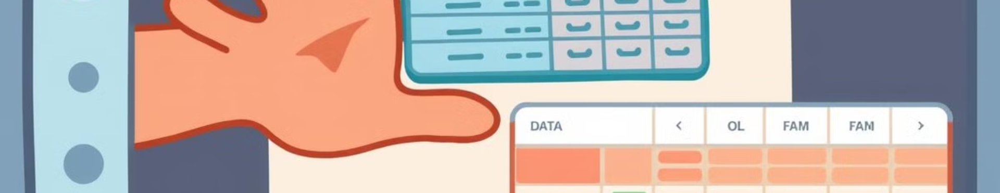 DATA < OL FAM FAM >